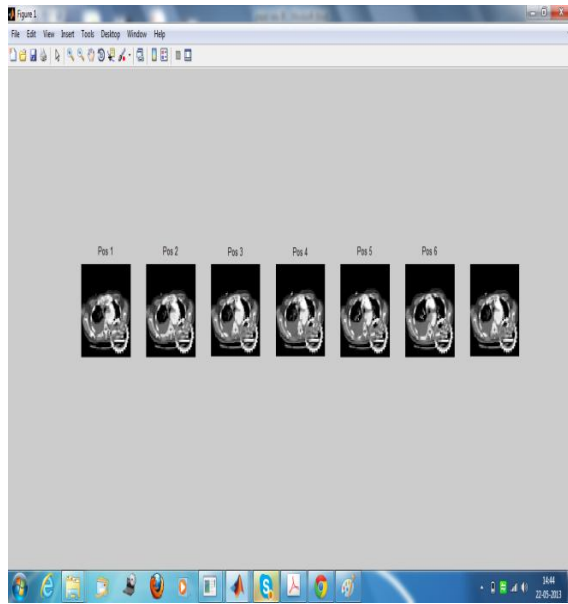 Figure 1
File Edit View Insert Tools Desktop Window Help
Pos 1 Pos 2 Pos 3 Pos 4 Pos 5 Pos 6
14:44
22-05-2013